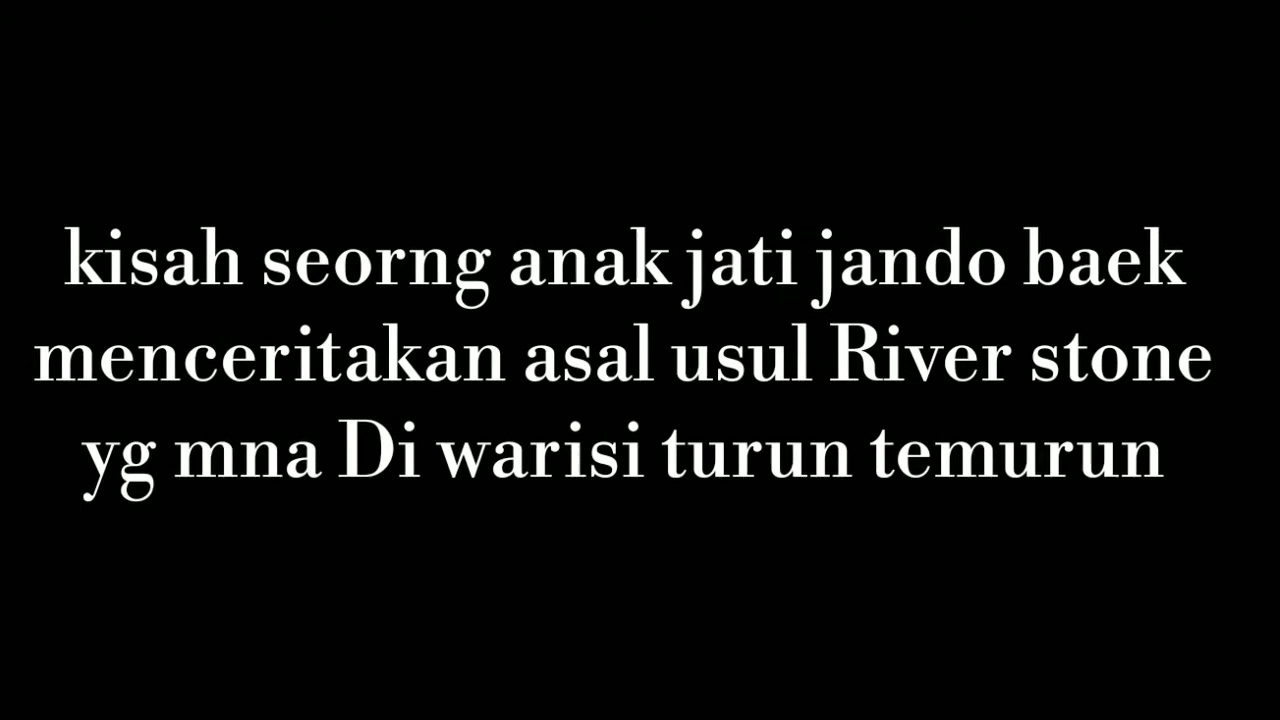 kisah seorng anak jati jando baek
menceritakan asal usul River stone
yg mna Di warisi turun temurun